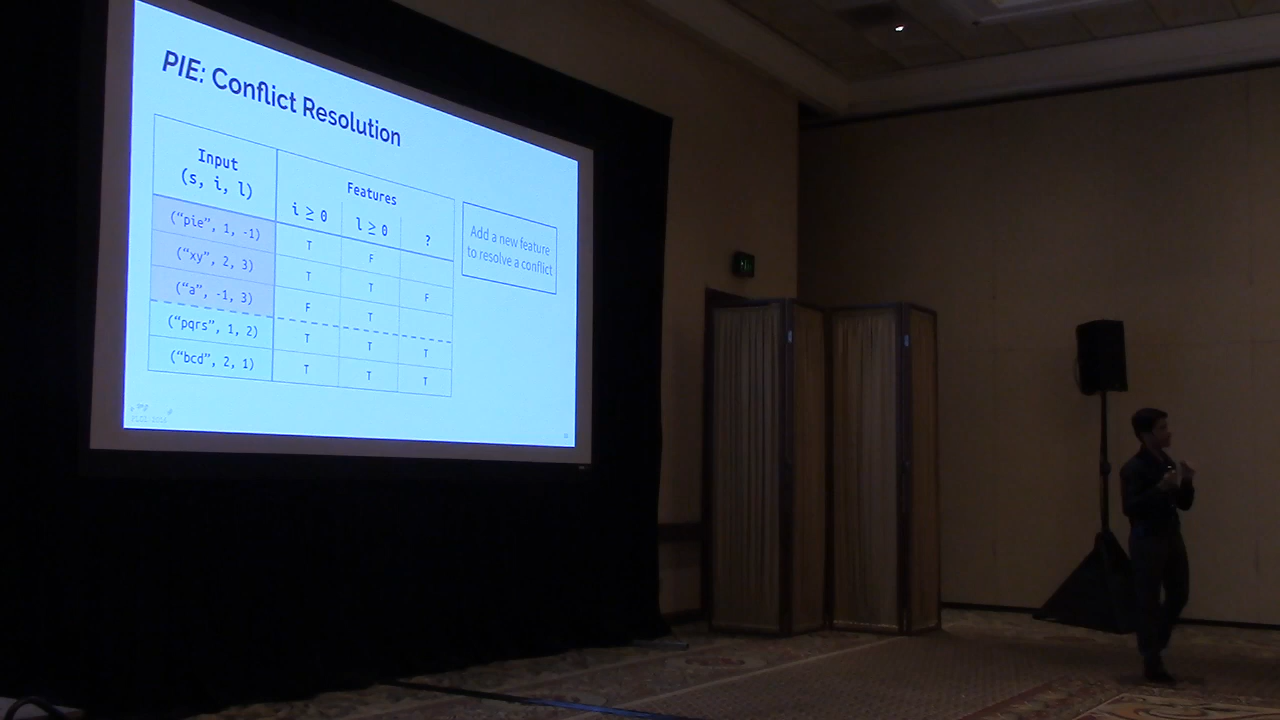 PIE: Conflict Resolution
Input
(s, i, l)
Features
i ≥ 0
l ≥ 0
?
("pie", 1, -1)
T
F
("xy", 2, 3)
T
T
F
("a", -1, 3)
F
T
("pqrs", 1, 2)
T
T
T
("bcd", 2, 1)
T
T
T
Add a new feature
to resolve a conflict